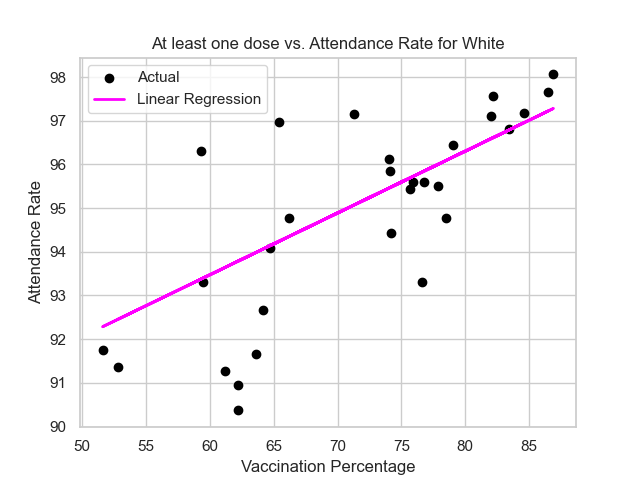 At least one dose vs. Attendance Rate for White
Actual
Linear Regression
98
97
96
95
94
93
92
91
90
Attendance Rate
50 55 60 65 70 75 80 85
Vaccination Percentage